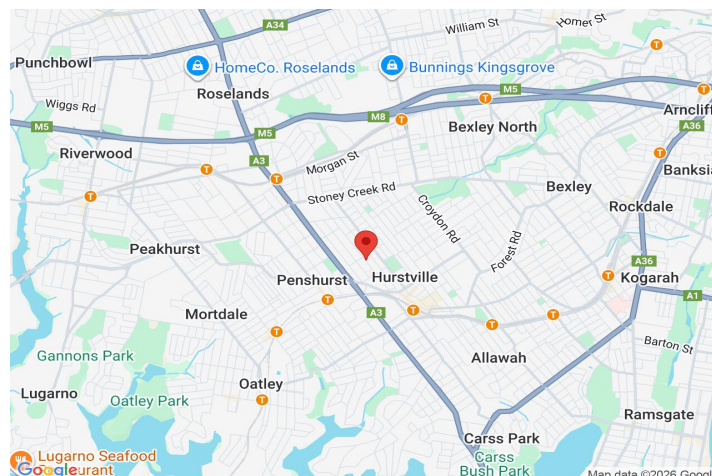 A34
William St
Homer St
Punchbowl
HomeCo. Roselands
Bunnings Kingsgrove
Roselands
M5
Wiggs Rd
M8
Arncliff
M5
M5
Bexley North
A36
A3
Riverwood
Morgan St
Banksia
Stoney Creek Rd
Bexley
Croydon Rd
Rockdale
Forest Rd
Peakhurst
A36
Penshurst
Hurstville
Kogarah
A1
Mortdale
A3
Barton St
Gannons Park
Allawah
Oatley
Lugarno
Oatley Park
Ramsgate
Carss Park
Lugarno Seafood
Carss
Bush Park
Google
urant
Map data ©2026 Google